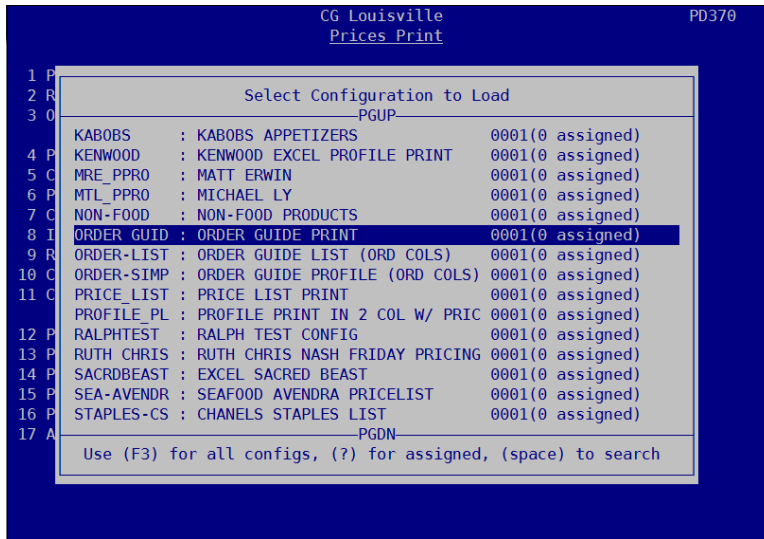 CG Louisville PD370
Prices Print
1 P
2 R Select Configuration to Load
3 O PGUP
KABOBS : KABOBS APPETIZERS 0001(0 assigned)
4 P KENWOOD : KENWOOD EXCEL PROFILE PRINT 0001(0 assigned)
5 C MRE_PPRO : MATT ERWIN 0001(0 assigned)
6 P MTL_PPRO : MICHAEL LY 0001(0 assigned)
7 C NON-FOOD : NON-FOOD PRODUCTS 0001(0 assigned)
8 I ORDER GUID : ORDER GUIDE PRINT 0001(0 assigned)
9 R ORDER-LIST : ORDER GUIDE LIST (ORD COLS) 0001(0 assigned)
10 C ORDER-SIMP : ORDER GUIDE PROFILE (ORD COLS) 0001(0 assigned)
11 C PRICE_LIST : PRICE LIST PRINT 0001(0 assigned)
PROFILE_PL : PROFILE PRINT IN 2 COL W/ PRIC 0001(0 assigned)
12 P RALPHTEST : RALPH TEST CONFIG 0001(0 assigned)
13 P RUTH CHRIS : RUTH CHRIS NASH FRIDAY PRICING 0001(0 assigned)
14 P SACRDBEAST : EXCEL SACRED BEAST 0001(0 assigned)
15 P SEA-AVENDR : SEAFOOD AVENDRA PRICELIST 0001(0 assigned)
16 P STAPLES-CS : CHANELS STAPLES LIST 0001(0 assigned)
17 A PGDN
Use (F3) for all configs, (?) for assigned, (space) to search